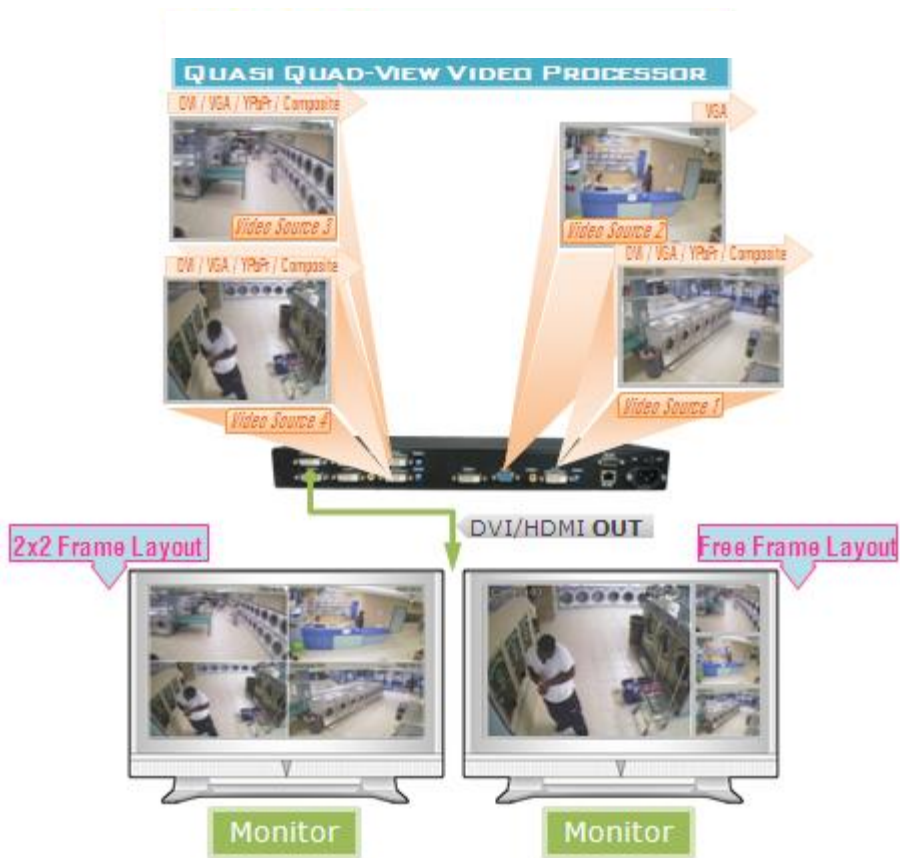 QUASI QUAD-VIEW VIDEO PROCESSOR
DVI / VGA / YPbPr / Composite
VGA
Video Source 3
Video Source 2
DVI / VGA / YPbPr / Composite
DVI / VGA / YPbPr / Composite
Video Source 4
Video Source 1
DVI/HDMI OUT
2x2 Frame Layout
Free Frame Layout
Monitor
Monitor